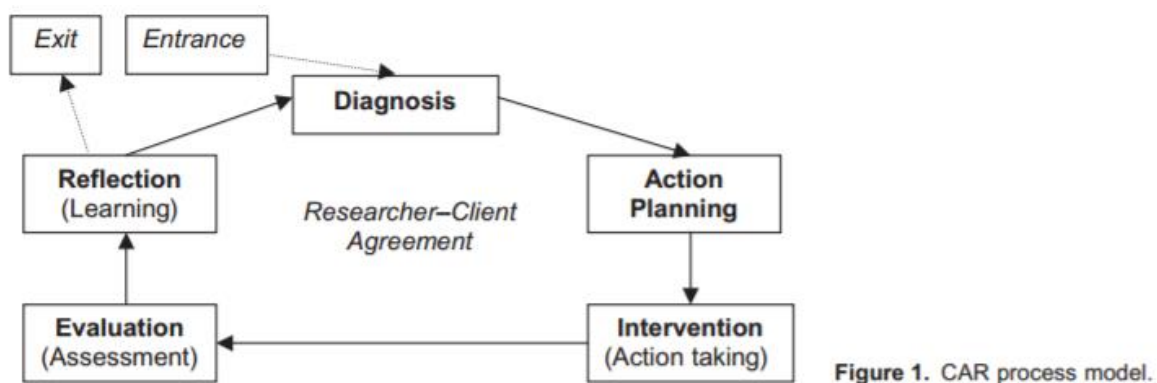 Exit
Entrance
Diagnosis
Reflection
(Learning)
Action
Planning
Researcher–Client
Agreement
Evaluation
(Assessment)
Intervention
(Action taking)
Figure 1. CAR process model.